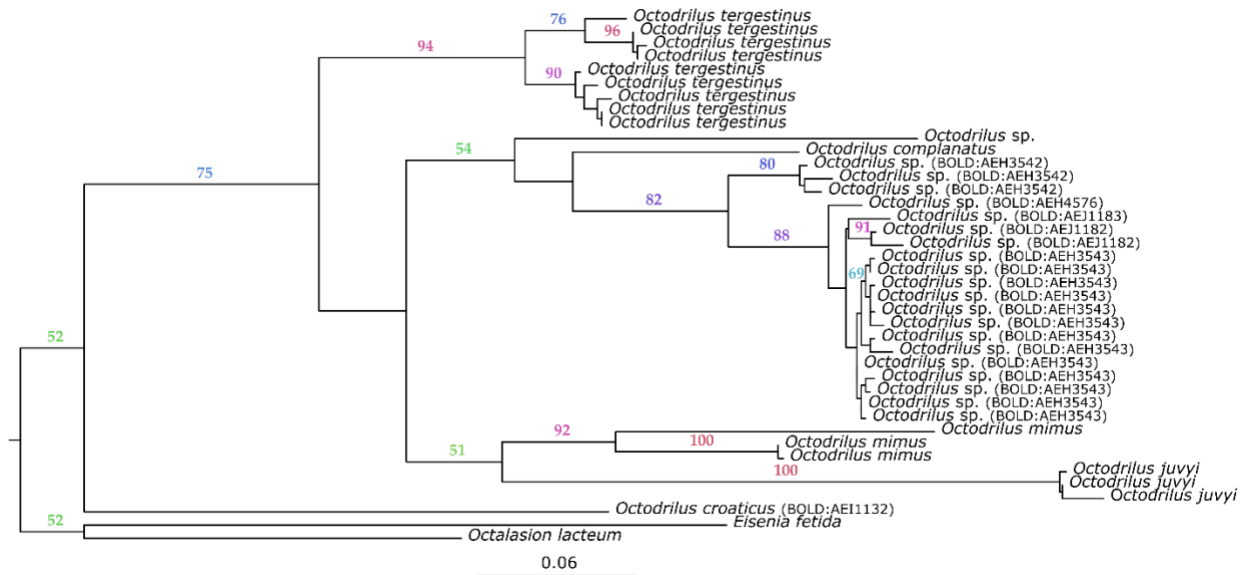 76
Octodrilus tergestinus
Octodrilus tergestinus
96
Octodrilus tergestinus
94
Octodrilus tergestinus
Octodrilus tergestinus
90
Octodrilus tergestinus
Octodrilus tergestinus
Octodrilus tergestinus
Octodrilus tergestinus
Octodrilus sp.
54
Octodrilus complanatus
80
Octodrilus sp. (BOLD:AEH3542)
75
Octodrilus sp. (BOLD:AEH3542)
Octodrilus sp. (BOLD:AEH3542)
82
Octodrilus sp. (BOLD:AEH4576)
Octodrilus sp. (BOLD:AEJ1183)
91
Octodrilus sp. (BOLD:AEJ1182)
88
Octodrilus sp. (BOLD:AEJ1182)
Octodrilus sp. (BOLD:AEH3543)
69
Octodrilus sp. (BOLD:AEH3543)
Octodrilus sp. (BOLD:AEH3543)
Octodrilus sp. (BOLD:AEH3543)
Octodrilus sp. (BOLD:AEH3543)
Octodrilus sp. (BOLD:AEH3543)
52
Octodrilus sp. (BOLD:AEH3543)
Octodrilus sp. (BOLD:AEH3543)
Octodrilus sp. (BOLD:AEH3543)
Octodrilus sp. (BOLD:AEH3543)
Octodrilus sp. (BOLD:AEH3543)
Octodrilus sp. (BOLD:AEH3543)
Octodrilus sp. (BOLD:AEH3543)
92
Octodrilus mimus
100
Octodrilus mimus
51
Octodrilus mimus
100
Octodrilus juvyi
Octodrilus juvyi
Octodrilus juvyi
Octodrilus croaticus (BOLD:AEI1132)
52
Eisenia fetida
Octalasion lacteum
0.06